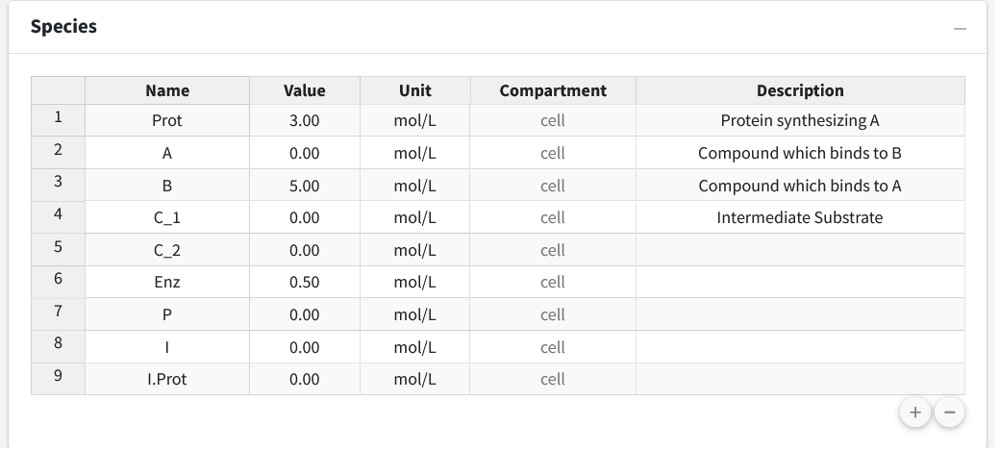 Species
Name Value Unit Compartment Description
1 Prot 3.00 mol/L cell Protein synthesizing A
2 A 0.00 mol/L cell Compound which binds to B
3 B 5.00 mol/L cell Compound which binds to A
4 C_1 0.00 mol/L cell Intermediate Substrate
5 C_2 0.00 mol/L cell
6 Enz 0.50 mol/L cell
7 P 0.00 mol/L cell
8 I 0.00 mol/L cell
9 I.Prot 0.00 mol/L cell